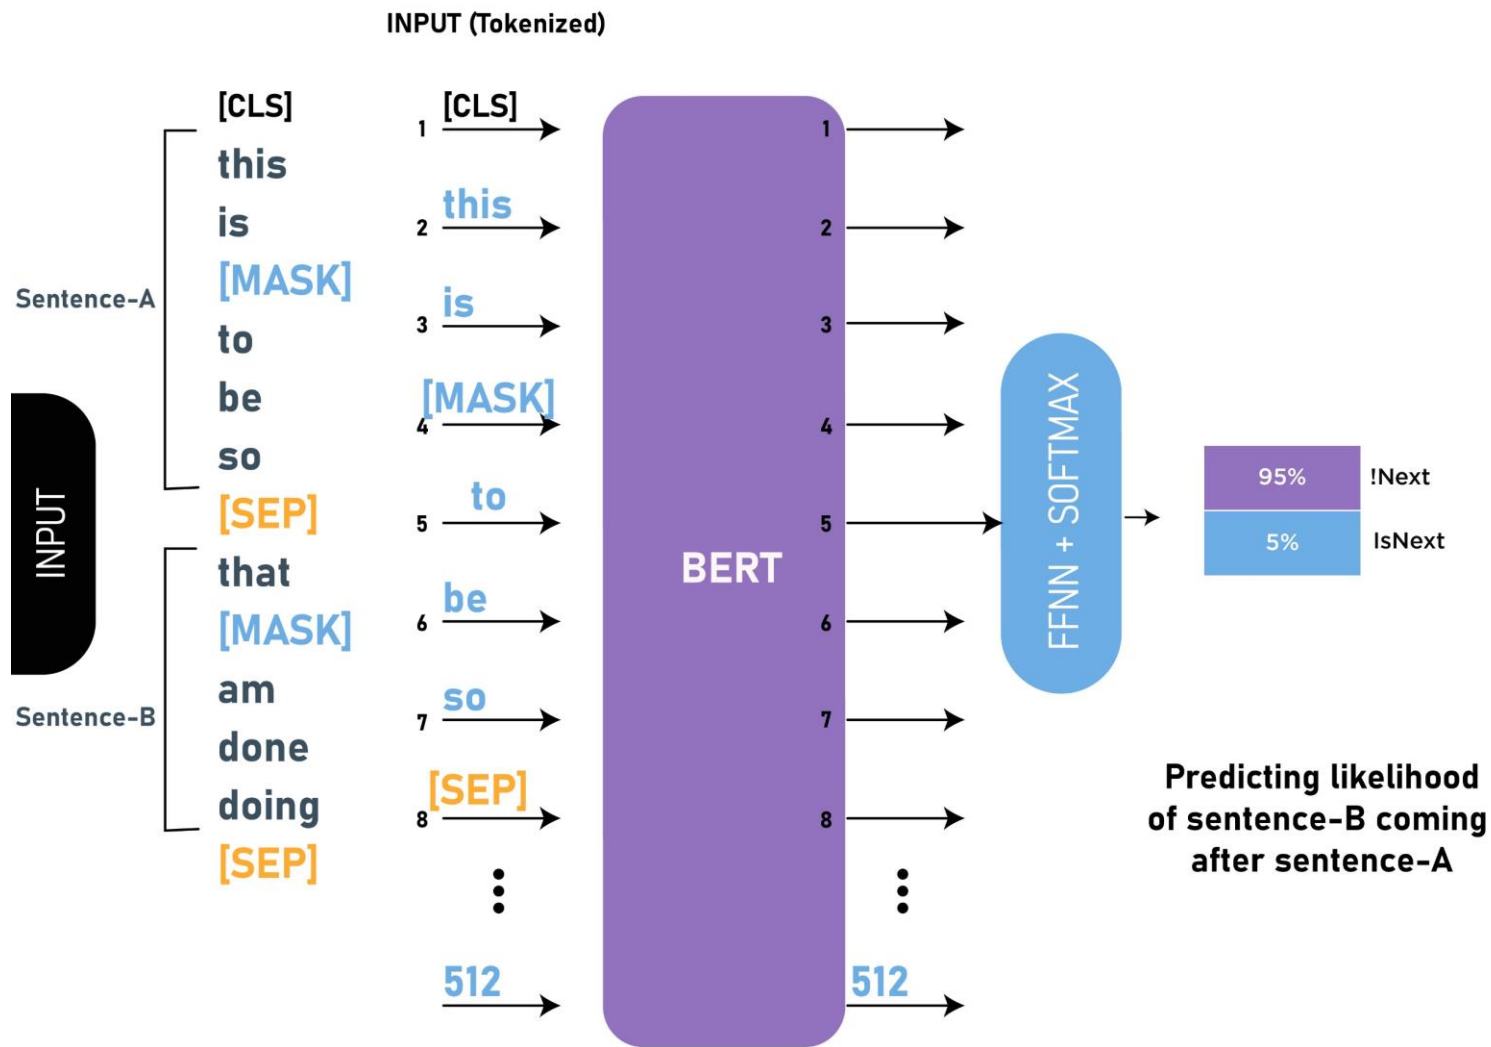 INPUT (Tokenized)
INPUT
Sentence-A
Sentence-B
[CLS]
this
is
[MASK]
to
be
so
[SEP]
that
[MASK]
am
done
doing
[SEP]
1 [CLS]
2 this
3 is
4 [MASK]
5 to
6 be
7 so
8 [SEP]
512
BERT
1
2
3
4
5
6
7
8
512
FFNN + SOFTMAX
95% !Next
5% IsNext
Predicting likelihood
of sentence-B coming
after sentence-A